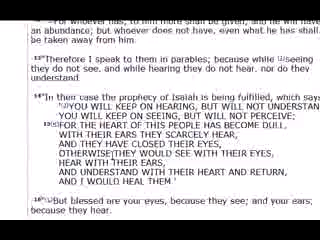 "For whoever has, to him more shall be given, and he will have
an abundance; but whoever does not have, even what he has shall
be taken away from him.
13"Therefore I speak to them in parables; because while (J)seeing
they do not see, and while hearing they do not hear, nor do they
understand
14"In their case the prophecy of Isaiah is being fulfilled, which says
YOU WILL KEEP ON HEARING, BUT WILL NOT UNDERSTAN
YOU WILL KEEP ON SEEING, BUT WILL NOT PERCEIVE;
15 FOR THE HEART OF THIS PEOPLE HAS BECOME DULL,
WITH THEIR EARS THEY SCARCELY HEAR,
AND THEY HAVE CLOSED THEIR EYES,
OTHERWISE THEY WOULD SEE WITH THEIR EYES,
HEAR WITH THEIR EARS,
AND UNDERSTAND WITH THEIR HEART AND RETURN,
AND I WOULD HEAL THEM.'
16 But blessed are your eyes, because they see; and your ears,
because they hear.